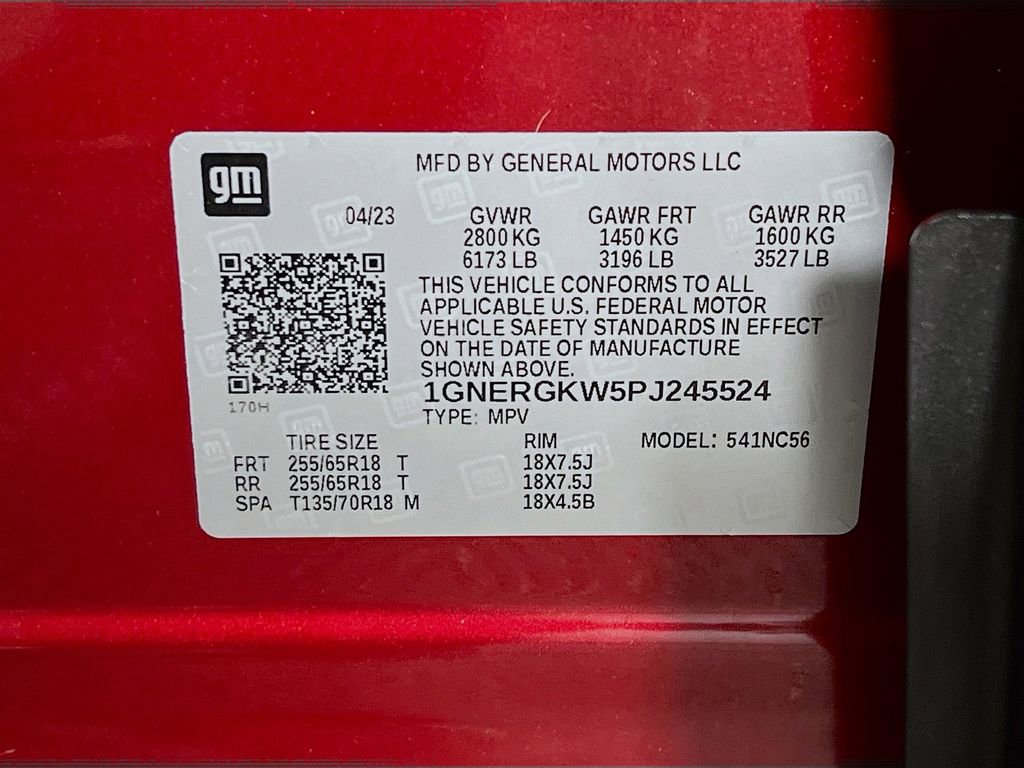 gm
MFD BY GENERAL MOTORS LLC
04/23 GVWR GAWR FRT GAWR RR
2800 KG 1450 KG 1600 KG
6173 LB 3196 LB 3527 LB
THIS VEHICLE CONFORMS TO ALL
APPLICABLE U.S. FEDERAL MOTOR
VEHICLE SAFETY STANDARDS IN EFFECT
ON THE DATE OF MANUFACTURE
SHOWN ABOVE.
1GNERGKW5PJ245524
170H
TYPE: MPV
TIRE SIZE RIM MODEL: 541NC56
FRT 255/65R18 T 18X7.5J
RR 255/65R18 T 18X7.5J
SPA T135/70R18 M 18X4.5B